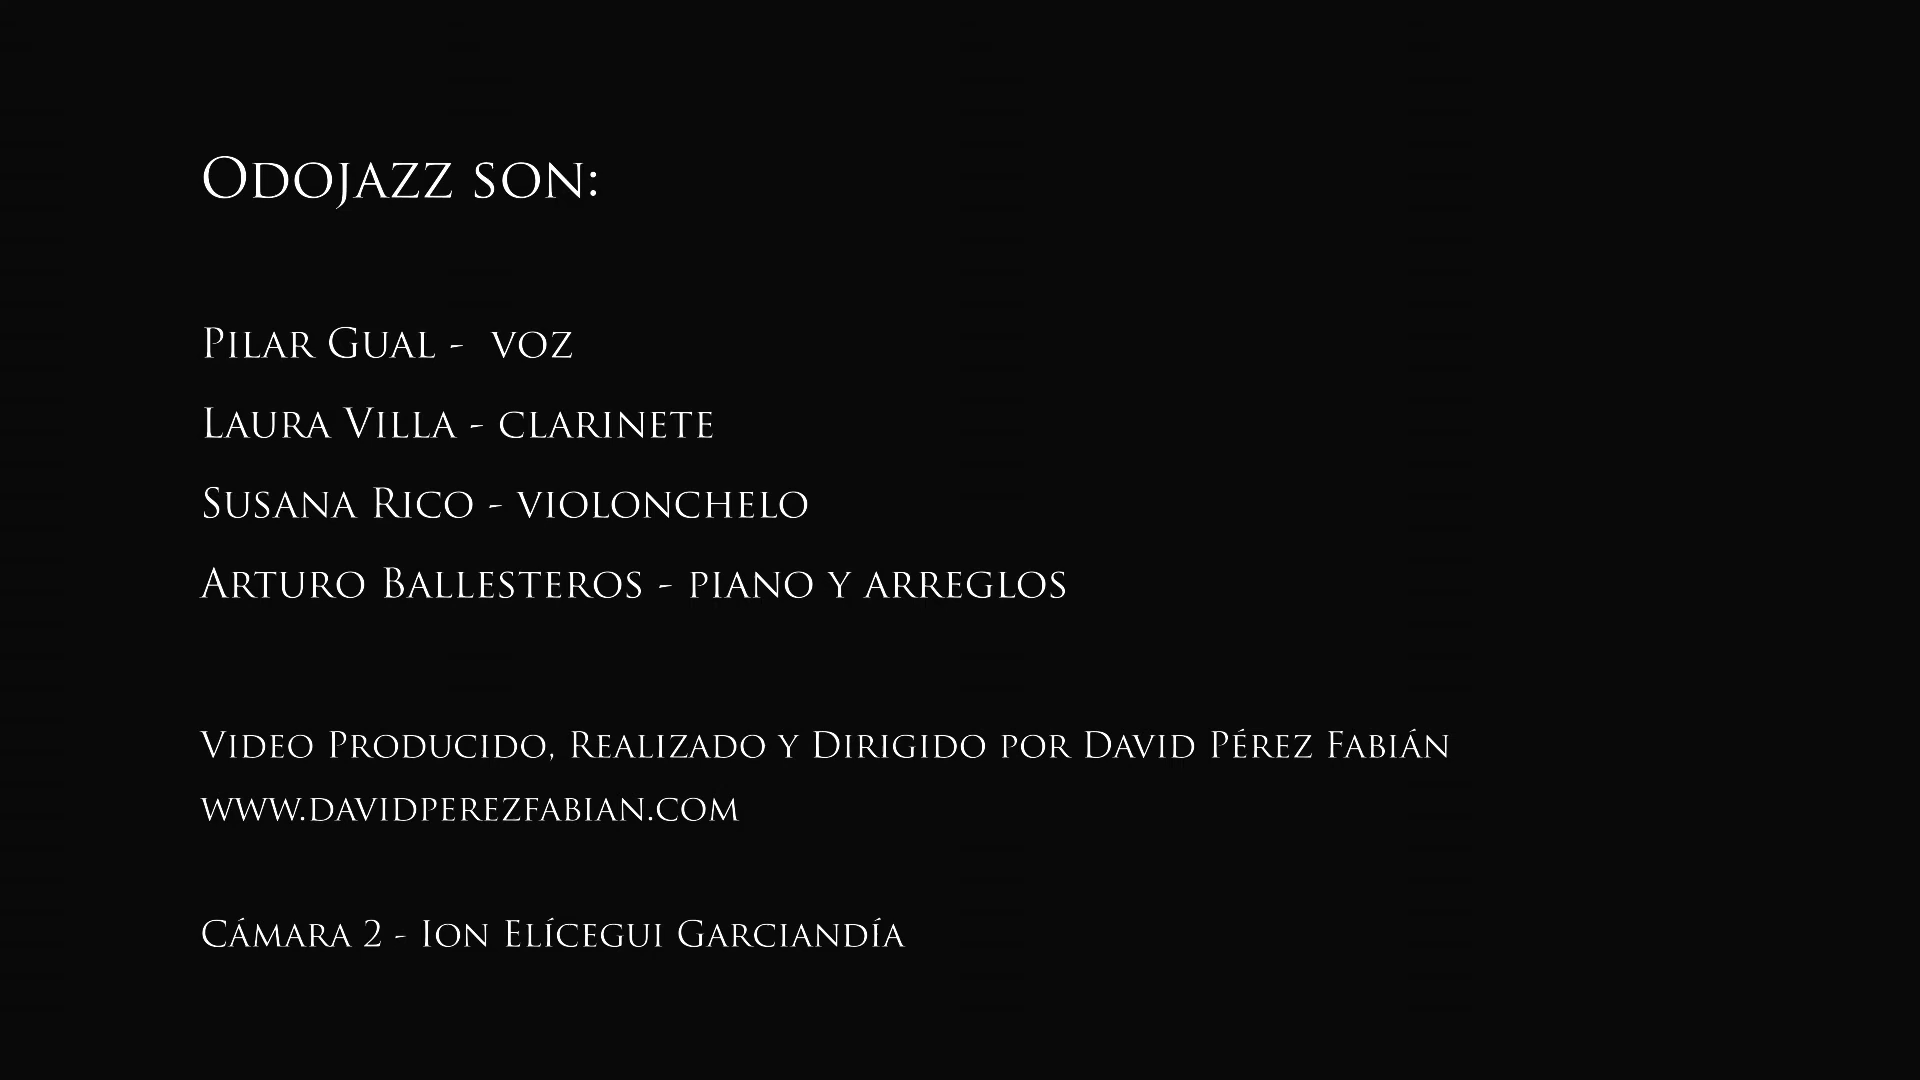 Odojazz son:
Pilar Gual - voz
Laura Villa - clarinete
Susana Rico - violonchelo
Arturo Ballesteros - piano y arreglos
Video Producido, Realizado y Dirigido por David Pérez Fabián
www.davidperezfabian.com
Cámara 2 - Ion Elícegui Garciandía